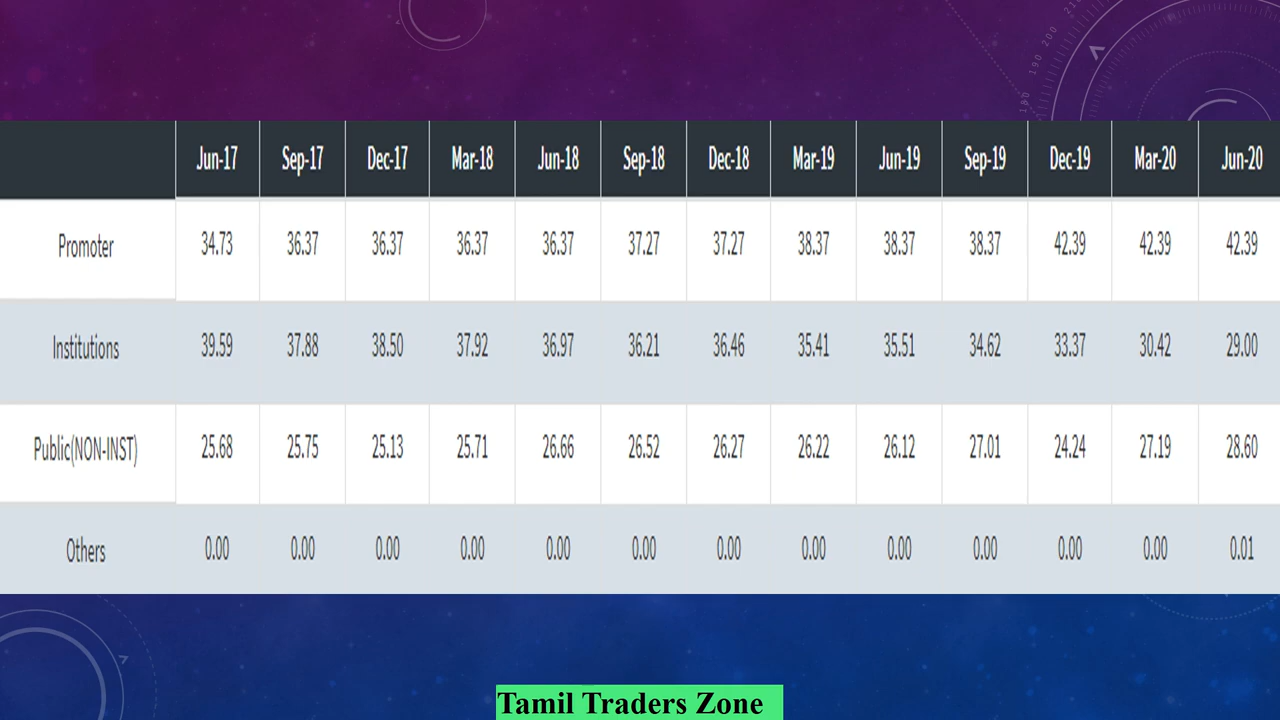 Jun-17 Sep-17 Dec-17 Mar-18 Jun-18 Sep-18 Dec-18 Mar-19 Jun-19 Sep-19 Dec-19 Mar-20 Jun-20
Promoter 34.73 36.37 36.37 36.37 36.37 37.27 37.27 38.37 38.37 38.37 42.39 42.39 42.39
Institutions 39.59 37.88 38.50 37.92 36.97 36.21 36.46 35.41 35.51 34.62 33.37 30.42 29.00
Public(NON-INST) 25.68 25.75 25.13 25.71 26.66 26.52 26.27 26.22 26.12 27.01 24.24 27.19 28.60
Others 0.00 0.00 0.00 0.00 0.00 0.00 0.00 0.00 0.00 0.00 0.00 0.00 0.01
Tamil Traders Zone